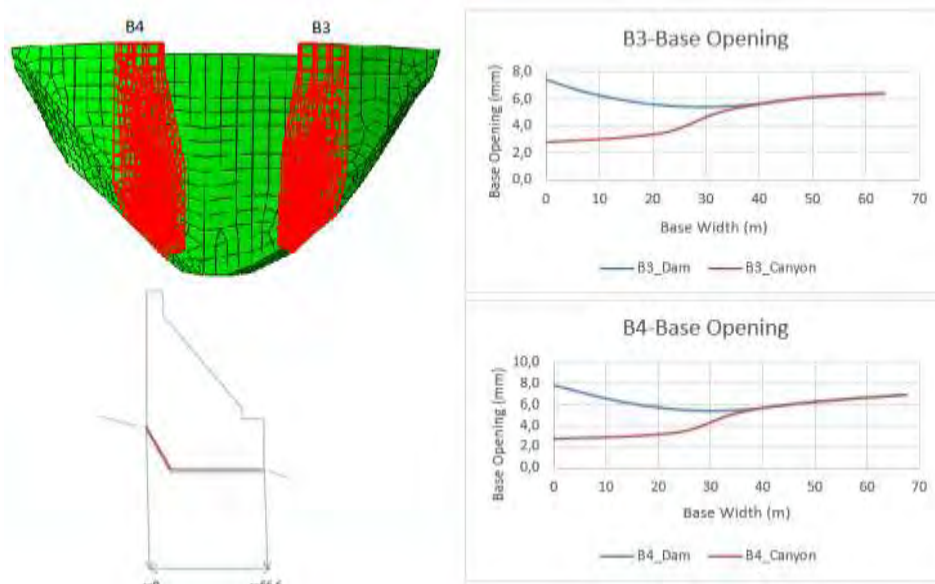 B4
B3
B3-Base Opening
Base Opening (mm)
8,0
6,0
4,0
2,0
0,0
0 10 20 30 40 50 60 70
Base Width (m)
B3_Dam B3_Canyon
B4-Base Opening
Base Opening (mm)
10,0
8,0
6,0
4,0
2,0
0,0
0 10 20 30 40 50 60 70
Base Width (m)
B4_Dam B4_Canyon